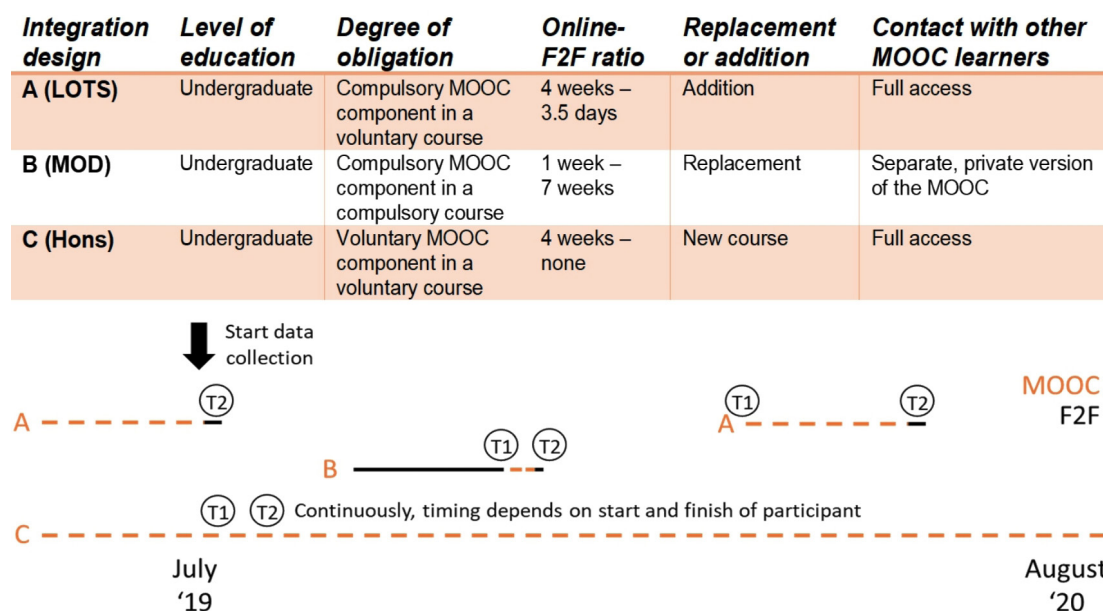 Integration design Level of education Degree of obligation Online-F2F ratio Replacement or addition Contact with other MOOC learners
A (LOTS) Undergraduate Compulsory MOOC component in a voluntary course 4 weeks – 3.5 days Addition Full access
B (MOD) Undergraduate Compulsory MOOC component in a compulsory course 1 week – 7 weeks Replacement Separate, private version of the MOOC
C (Hons) Undergraduate Voluntary MOOC component in a voluntary course 4 weeks – none New course Full access
Start data
collection
A T2 T1 A T2 MOOC
F2F
B T1 T2
T1 T2 Continuously, timing depends on start and finish of participant
C
July August
‘19 ‘20